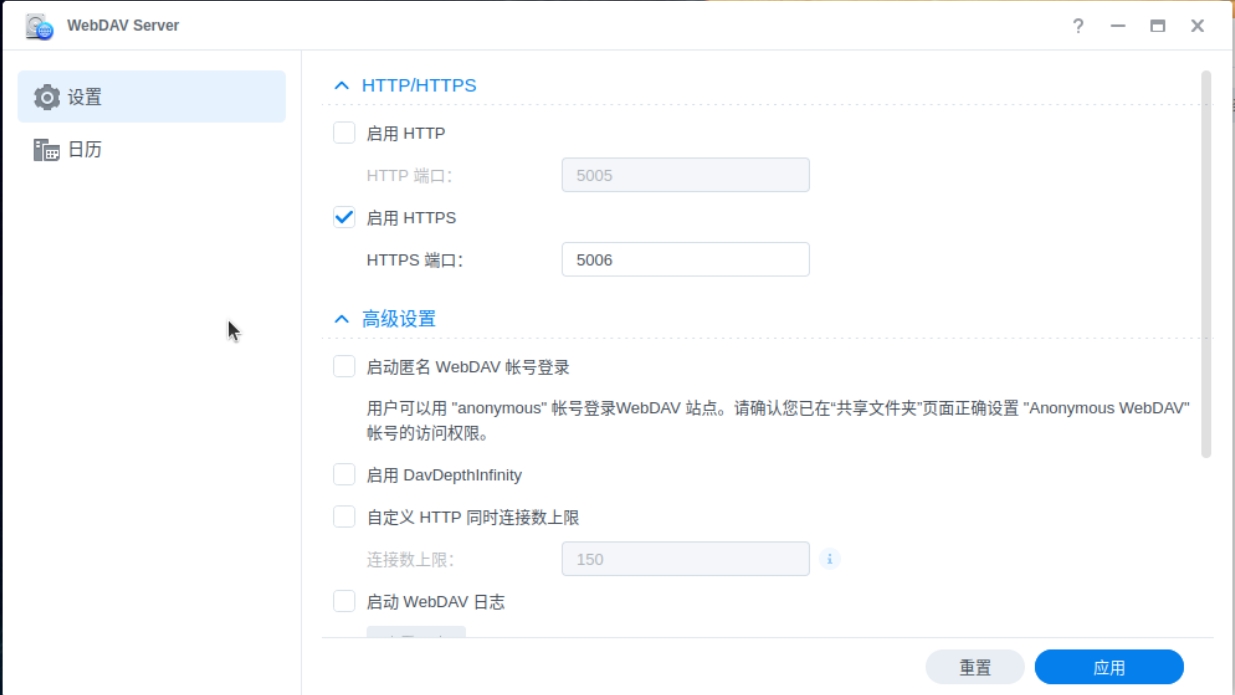 WebDAV Server
设置
日历
HTTP/HTTPS
启用 HTTP
HTTP 端口：
5005
启用 HTTPS
HTTPS 端口：
5006
高级设置
启动匿名 WebDAV 帐号登录
用户可以用 "anonymous" 帐号登录WebDAV 站点。请确认您已在“共享文件夹”页面正确设置 "Anonymous WebDAV"
帐号的访问权限。
启用 DavDepthInfinity
自定义 HTTP 同时连接数上限
连接数上限：
150
启动 WebDAV 日志
重置
应用